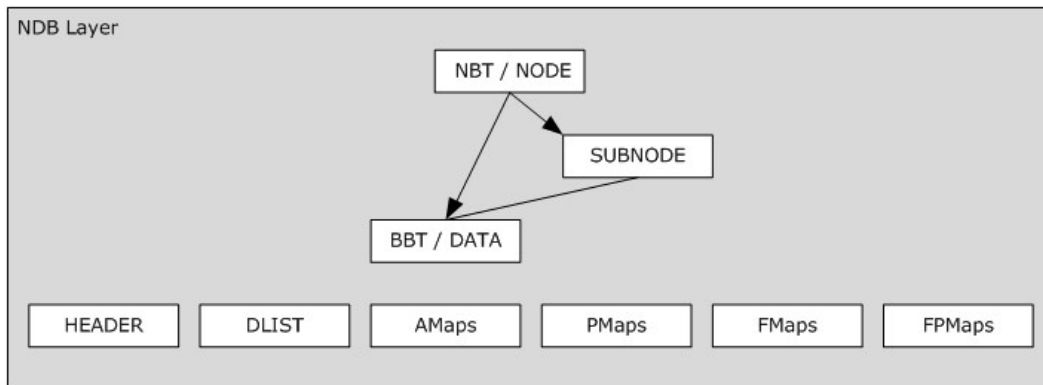 NDB Layer
NBT / NODE
SUBNODE
BBT / DATA
HEADER
DLIST
AMaps
PMaps
FMaps
FPMaps